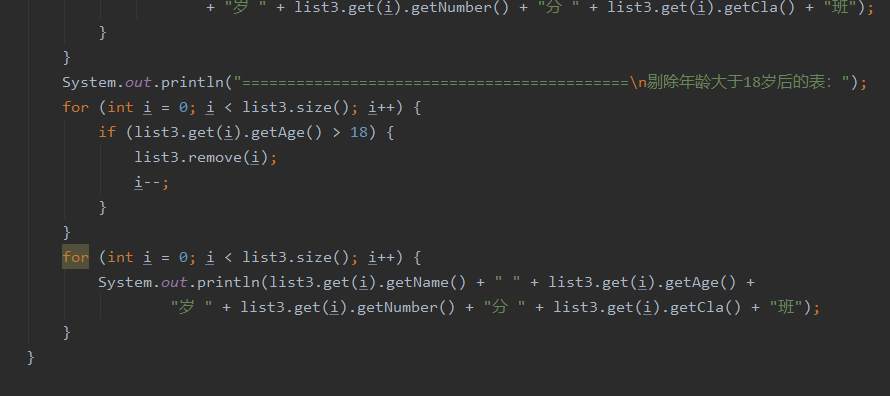 + "岁 " + list3.get(i).getNumber() + "分 " + list3.get(i).getCla() + "班");
}
}
System.out.println("===========================================\n剔除年龄大于18岁后的表: ");
for (int i = 0; i < list3.size(); i++) {
if (list3.get(i).getAge() > 18) {
list3.remove(i);
i--;
}
}
for (int i = 0; i < list3.size(); i++) {
System.out.println(list3.get(i).getName() + " " + list3.get(i).getAge() +
"岁 " + list3.get(i).getNumber() + "分 " + list3.get(i).getCla() + "班");
}
}